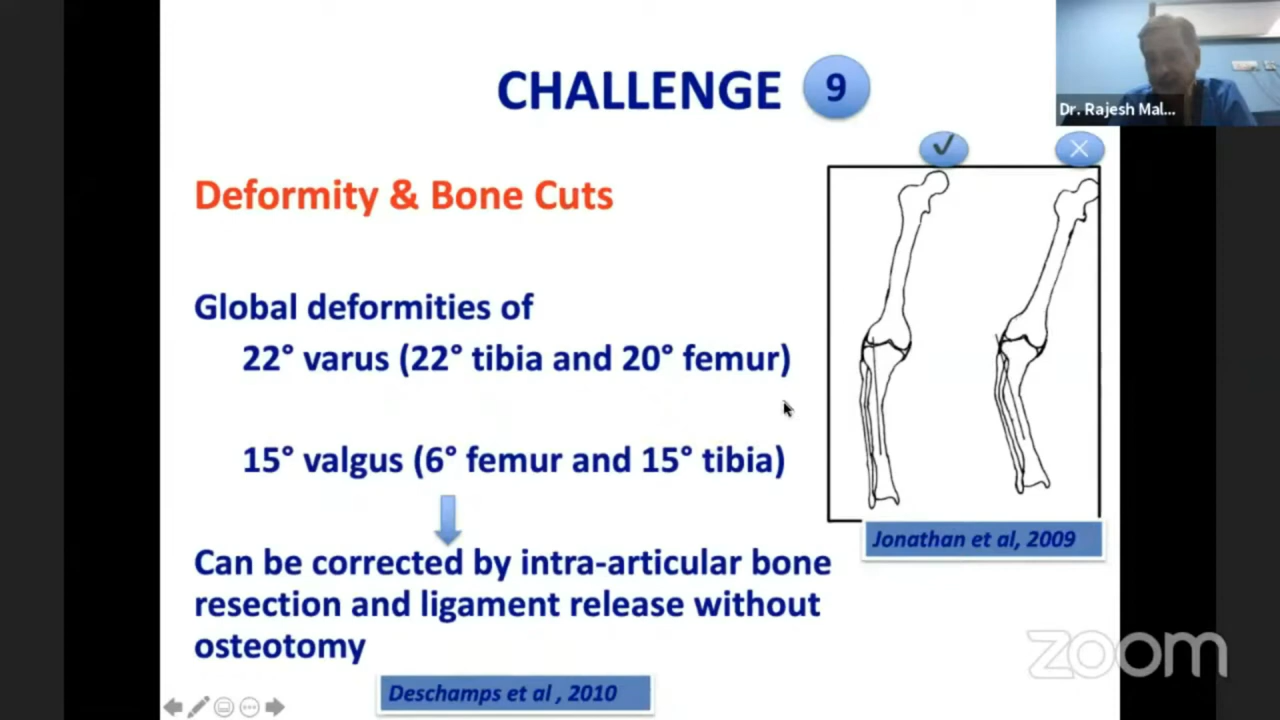 CHALLENGE 9
Dr. Rajesh Mal...
Deformity & Bone Cuts
Global deformities of
22° varus (22° tibia and 20° femur)
15° valgus (6° femur and 15° tibia)
Jonathan et al, 2009
Can be corrected by intra-articular bone
resection and ligament release without
osteotomy
Deschamps et al , 2010
zoom